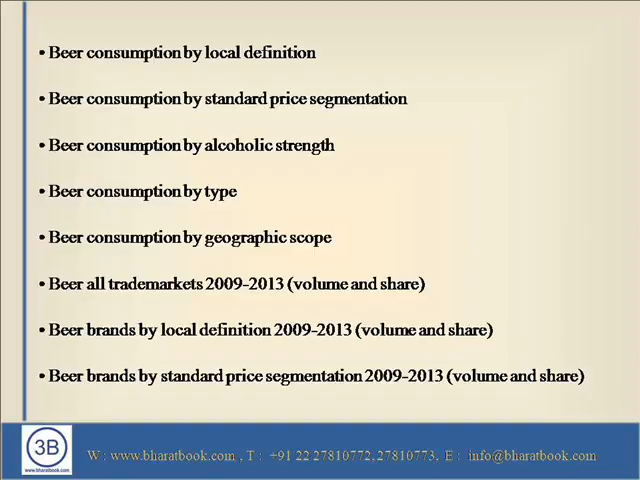 • Beer consumption by local definition
• Beer consumption by standard price segmentation
• Beer consumption by alcoholic strength
• Beer consumption by type
• Beer consumption by geographic scope
• Beer all trademarkets 2009-2013 (volume and share)
• Beer brands by local definition 2009-2013 (volume and share)
• Beer brands by standard price segmentation 2009-2013 (volume and share)
3B
www.bharatbook.com
W : www.bharatbook.com , T : +91 22 27810772, 27810773, E : info@bharatbook.com